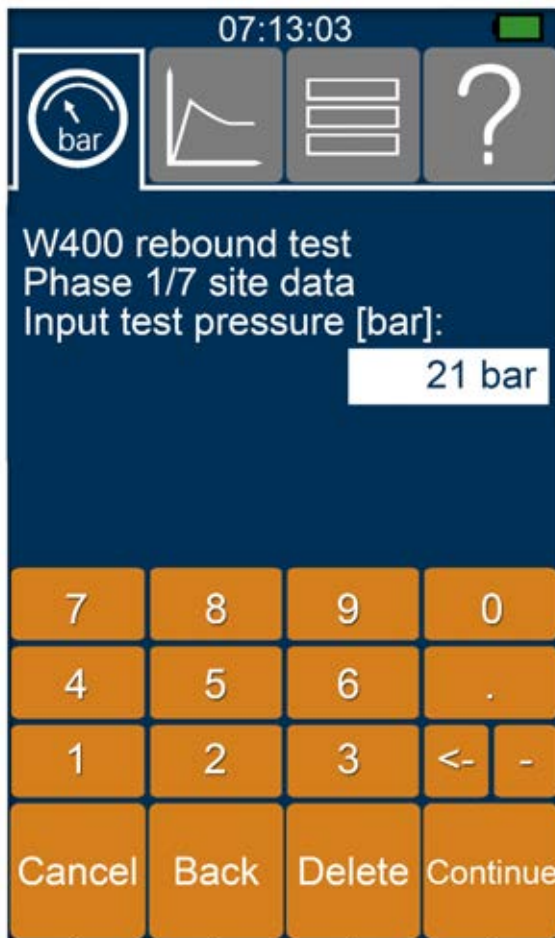 07:13:03
bar
?
W400 rebound test
Phase 1/7 site data
Input test pressure [bar]:
21 bar
7 8 9 0
4 5 6 .
1 2 3 <- -
Cancel Back Delete Continue